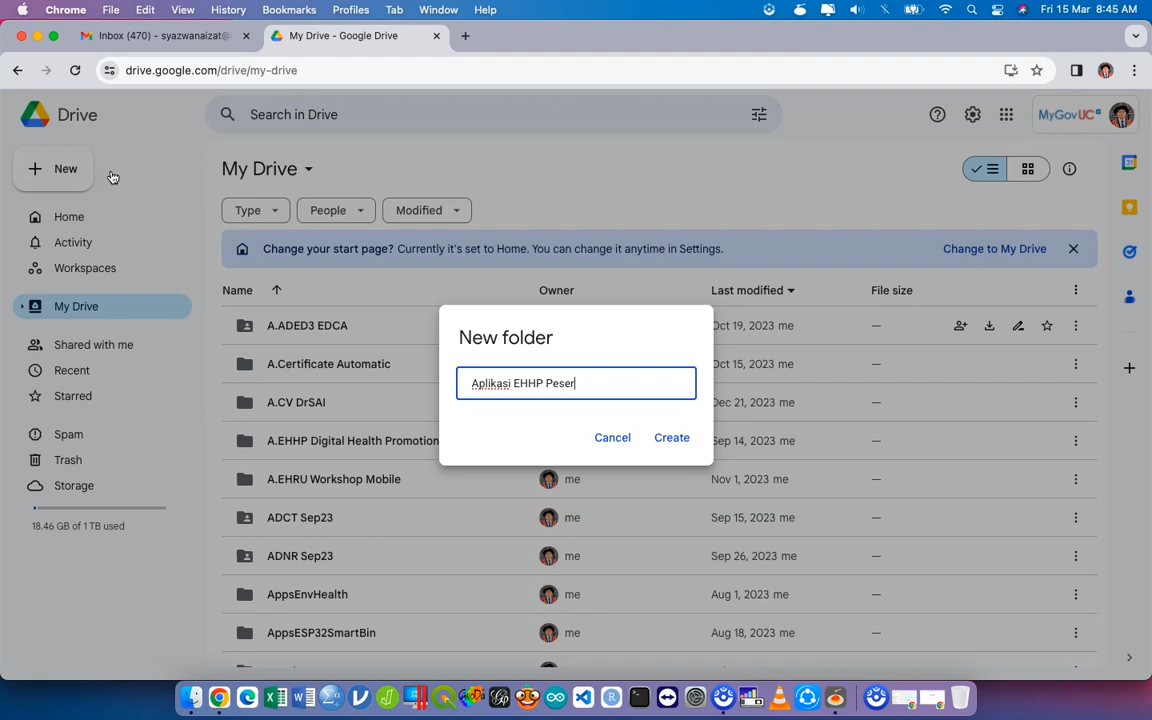 Chrome File Edit View History Bookmarks Profiles Tab Window Help Fri 15 Mar 8:45 AM
Inbox (470) - syazwanaizat@ My Drive - Google Drive
drive.google.com/drive/my-drive
Drive Search in Drive MyGovUC
New My Drive
Type People Modified
Home
Activity
Change your start page? Currently it's set to Home. You can change it anytime in Settings. Change to My Drive
Workspaces
Name Owner Last modified File size
My Drive
A.ADED3 EDCA Oct 19, 2023 me —
Shared with me
A.Certificate Automatic Oct 15, 2023 me —
Recent
Starred
A.CV DrSAI Dec 21, 2023 me —
Spam
A.EHHP Digital Health Promotion Sep 14, 2023 me —
Trash
A.EHRU Workshop Mobile me Nov 1, 2023 me —
Storage
18.46 GB of 1 TB used
ADCT Sep23 me Sep 15, 2023 me —
ADNR Sep23 me Sep 26, 2023 me —
AppsEnvHealth me Aug 1, 2023 me —
AppsESP32SmartBin me Aug 18, 2023 me —
New folder
Aplikasi EHHP Peser
Cancel Create